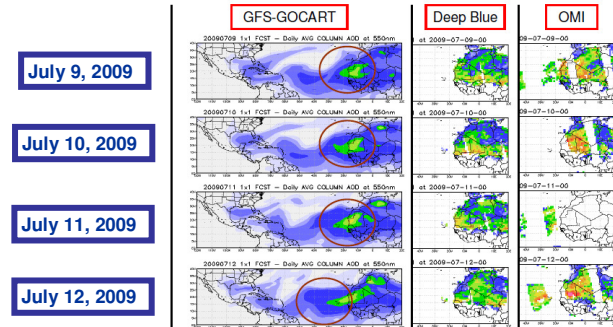 GFS-GOCART
Deep Blue
OMI
July 9, 2009
20090709 1x1 FCST - Daily AVG COLUMN AOD at 550nm
at 2009-07-09-00
09-07-09-00
July 10, 2009
20090710 1x1 FCST - Daily AVG COLUMN AOD at 550nm
at 2009-07-10-00
09-07-10-00
July 11, 2009
20090711 1x1 FCST - Daily AVG COLUMN AOD at 550nm
at 2009-07-11-00
09-07-11-00
July 12, 2009
20090712 1x1 FCST - Daily AVG COLUMN AOD at 550nm
at 2009-07-12-00
09-07-12-00